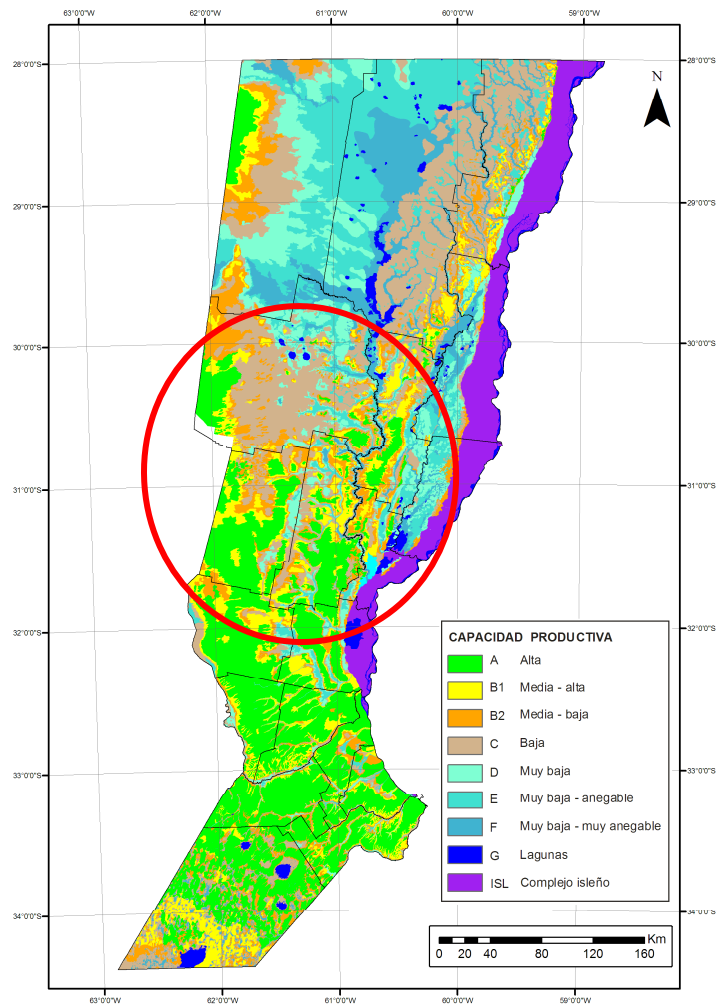 63°0'0"W 62°0'0"W 61°0'0"W 60°0'0"W 59°0'0"W
28°0'0"S 28°0'0"S
N
29°0'0"S 29°0'0"S
30°0'0"S 30°0'0"S
31°0'0"S 31°0'0"S
32°0'0"S 32°0'0"S
CAPACIDAD PRODUCTIVA
A Alta
B1 Media - alta
B2 Media - baja
C Baja
D Muy baja
E Muy baja - anegable
F Muy baja - muy anegable
G Lagunas
ISL Complejo isleño
33°0'0"S 33°0'0"S
34°0'0"S 34°0'0"S
Km
0 20 40 80 120 160
63°0'0"W 62°0'0"W 61°0'0"W 60°0'0"W 59°0'0"W